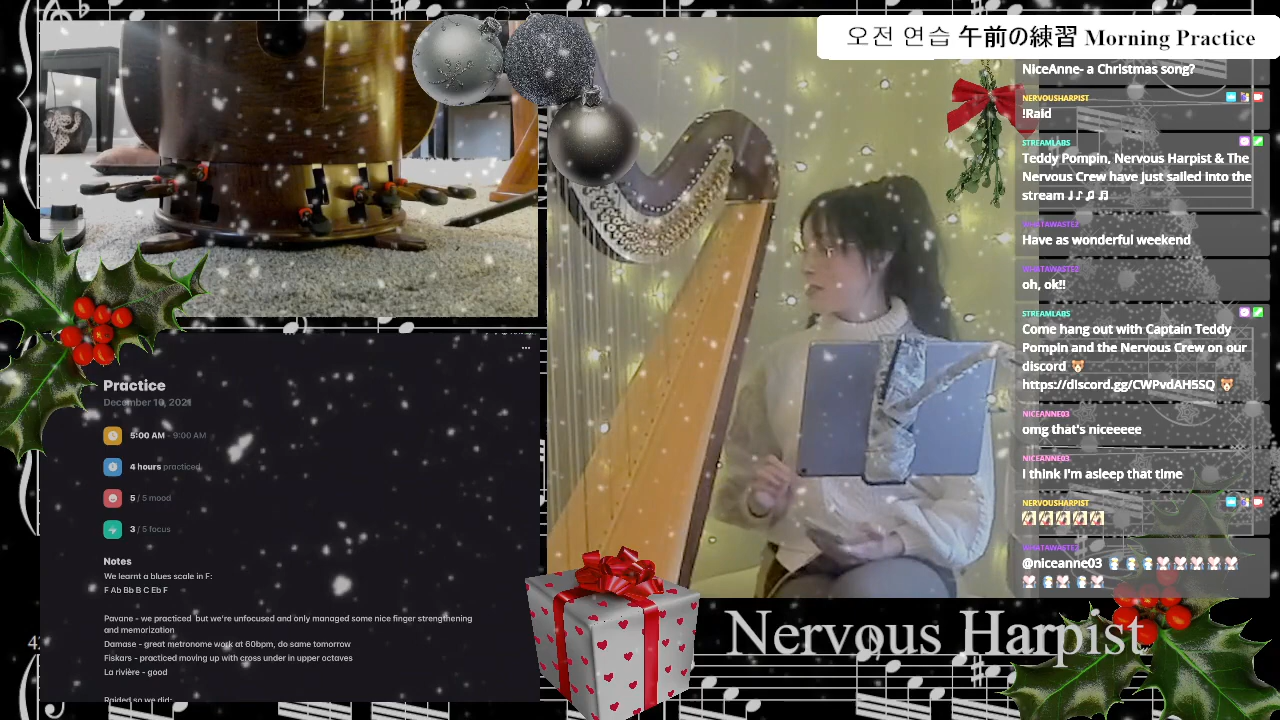 오전 연습 午前の練習 Morning Practice
NiceAnne- a Christmas song?
NERVOUSHARPIST
!Raid
STREAMLABS
Teddy Pompin, Nervous Harpist & The
Nervous Crew have just sailed into the
stream ♩♪ ♫ ♬
WHATAWASTE2
Have as wonderful weekend
WHATAWASTE2
oh, ok!!
STREAMLABS
Come hang out with Captain Teddy
Pompin and the Nervous Crew on our
discord 🐹
https://discord.gg/CWPvdAH5SQ 🐹
NICEANNE03
omg that's niceeeee
NICEANNE03
I think I'm asleep that time
NERVOUSHARPIST
WHATAWASTE2
@niceanne03
Practice
December 10, 2021
5:00 AM - 9:00 AM
4 hours practiced
5 / 5 mood
3 / 5 focus
Notes
We learnt a blues scale in F:
F Ab Bb B C Eb F
Pavane - we practiced but we're unfocused and only managed some nice finger strengthening
and memorization
Damase - great metronome work at 60bpm, do same tomorrow
Fiskars - practiced moving up with cross under in upper octaves
La rivière - good
Raided so we did:
Nervous Harpist